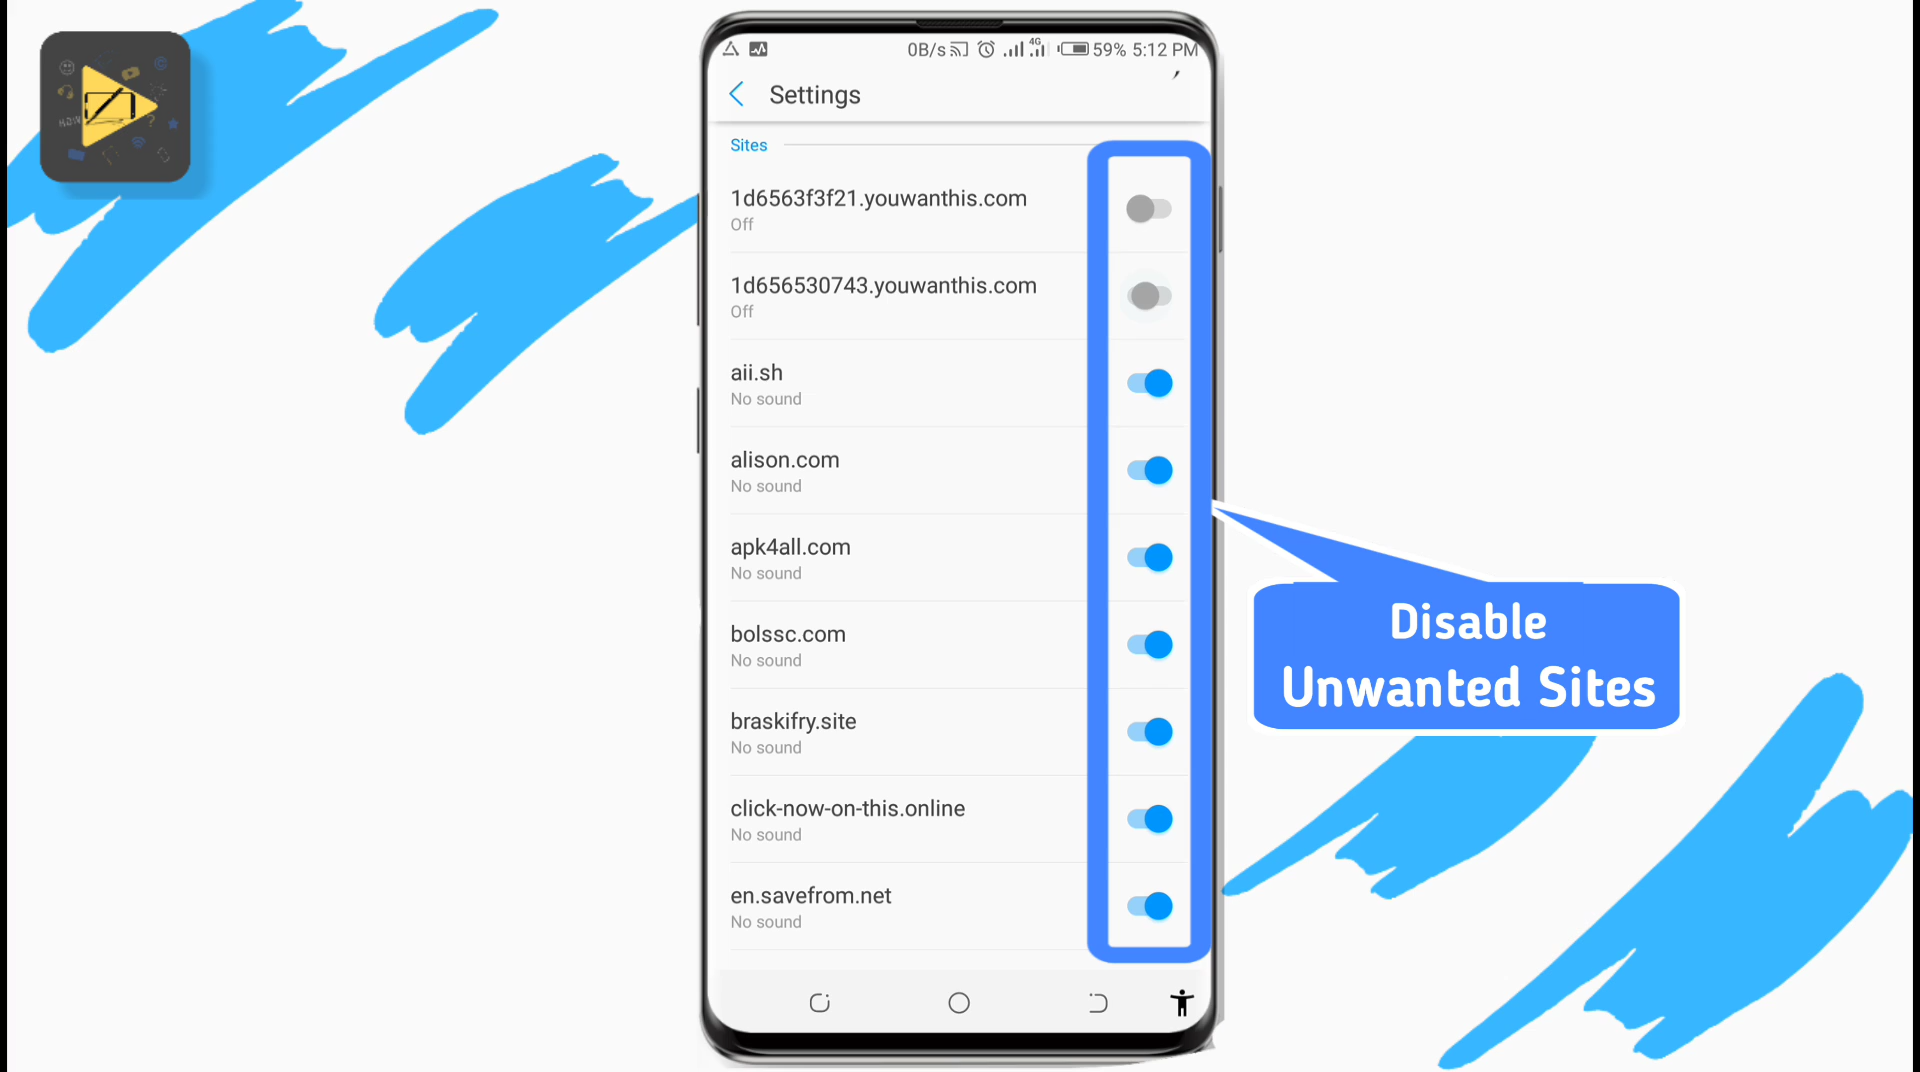 0B/s 4G 59% 5:12 PM
Settings
Sites
1d6563f3f21.youwanthis.com
Off
1d656530743.youwanthis.com
Off
aii.sh
No sound
alison.com
No sound
apk4all.com
No sound
bolssc.com
No sound
braskifry.site
No sound
click-now-on-this.online
No sound
en.savefrom.net
No sound
Disable
Unwanted Sites